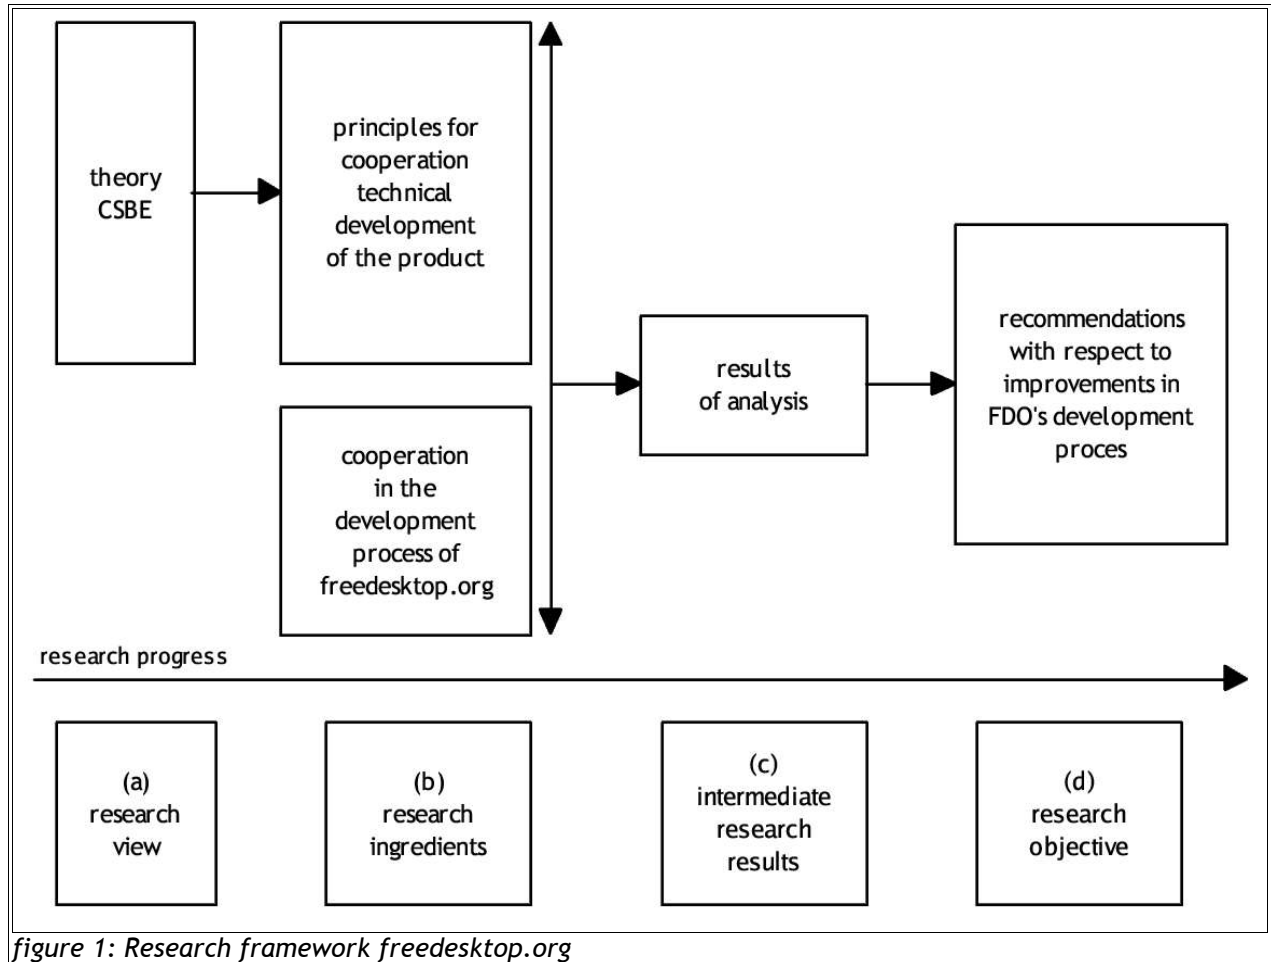 theory
CSBE
principles for
cooperation
technical
development
of the product
cooperation
in the
development
process of
freedesktop.org
results
of analysis
recommendations
with respect to
improvements in
FDO's development
proces
research progress
(a)
research
view
(b)
research
ingredients
(c)
intermediate
research
results
(d)
research
objective
figure 1: Research framework freedesktop.org